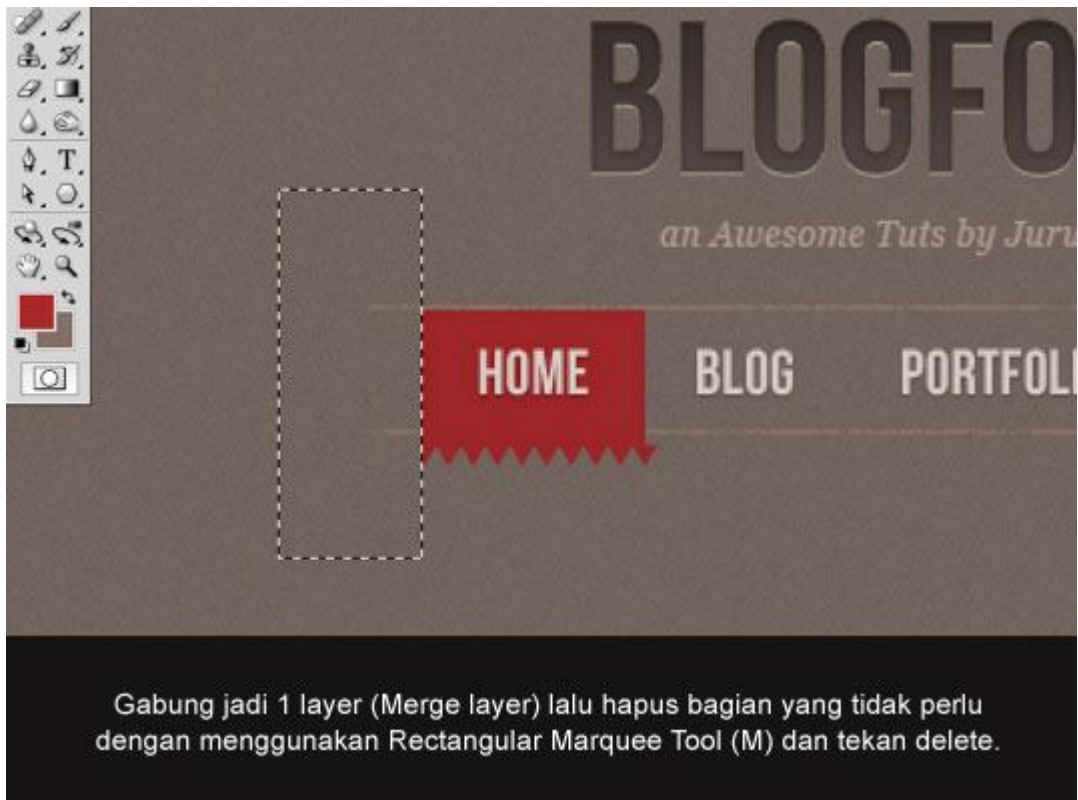 BLOGFO
an Awesome Tuts by Juru
HOME BLOG PORTFOLI
Gabung jadi 1 layer (Merge layer) lalu hapus bagian yang tidak perlu
dengan menggunakan Rectangular Marquee Tool (M) dan tekan delete.